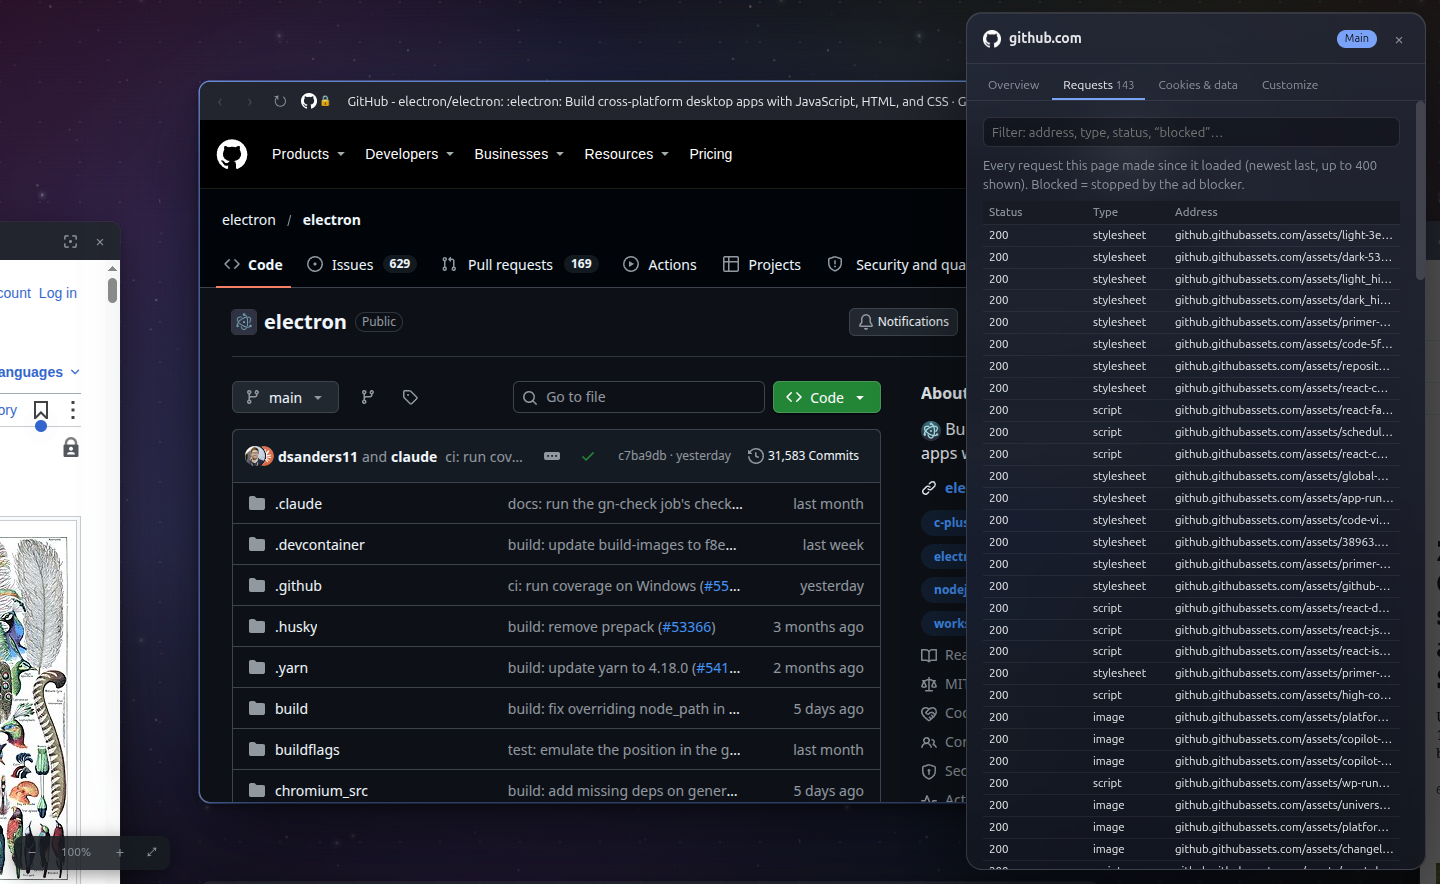 count Log in
anguages
ory
100%
GitHub - electron/electron: :electron: Build cross-platform desktop apps with JavaScript, HTML, and CSS · G
Products
Developers
Businesses
Resources
Pricing
electron / electron
Code
Issues 629
Pull requests 169
Actions
Projects
Security and qua
electron Public
Notifications
main
Go to file
Code
dsanders11 and claude ci: run cov...
c7ba9db · yesterday
31,583 Commits
.claude docs: run the gn-check job's check... last month
.devcontainer build: update build-images to f8e... last week
.github ci: run coverage on Windows (#55... yesterday
.husky build: remove prepack (#53366) 3 months ago
.yarn build: update yarn to 4.18.0 (#541... 2 months ago
build build: fix overriding node_path in ... 5 days ago
buildflags test: emulate the position in the g... last month
chromium_src build: add missing deps on gener... 5 days ago
About
Bu
apps w
ele
c-plus
electr
nodej
works
Rea
MIT
Cod
Con
Sec
Act
github.com
Main
Overview
Requests 143
Cookies & data
Customize
Filter: address, type, status, “blocked”…
Every request this page made since it loaded (newest last, up to 400
shown). Blocked = stopped by the ad blocker.
Status Type Address
200 stylesheet github.githubassets.com/assets/light-3e…
200 stylesheet github.githubassets.com/assets/dark-53…
200 stylesheet github.githubassets.com/assets/light_hi…
200 stylesheet github.githubassets.com/assets/dark_hi…
200 stylesheet github.githubassets.com/assets/primer-…
200 stylesheet github.githubassets.com/assets/code-5f…
200 stylesheet github.githubassets.com/assets/reposit…
200 stylesheet github.githubassets.com/assets/react-c…
200 script github.githubassets.com/assets/react-fa…
200 script github.githubassets.com/assets/schedul…
200 script github.githubassets.com/assets/react-c…
200 stylesheet github.githubassets.com/assets/global-…
200 stylesheet github.githubassets.com/assets/app-run…
200 stylesheet github.githubassets.com/assets/code-vi…
200 stylesheet github.githubassets.com/assets/38963.…
200 stylesheet github.githubassets.com/assets/primer-…
200 stylesheet github.githubassets.com/assets/github-…
200 script github.githubassets.com/assets/react-d…
200 script github.githubassets.com/assets/react-js…
200 script github.githubassets.com/assets/react-is…
200 stylesheet github.githubassets.com/assets/primer-…
200 script github.githubassets.com/assets/high-co…
200 image github.githubassets.com/assets/platfor…
200 image github.githubassets.com/assets/copilot-…
200 image github.githubassets.com/assets/copilot-…
200 script github.githubassets.com/assets/wp-run…
200 image github.githubassets.com/assets/univers…
200 image github.githubassets.com/assets/platfor…
200 image github.githubassets.com/assets/changel…